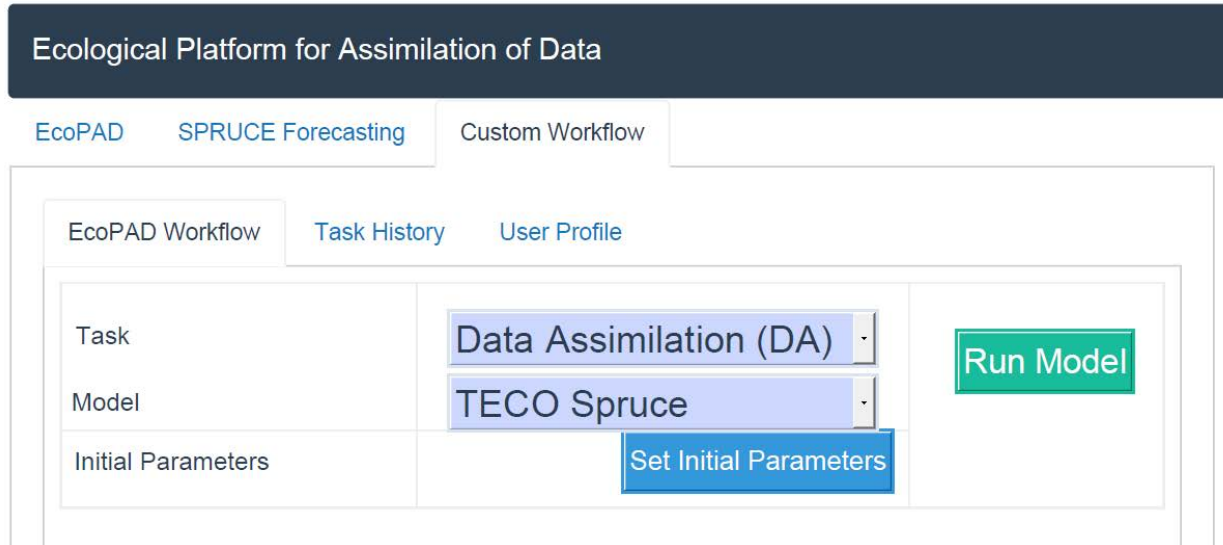 Ecological Platform for Assimilation of Data
EcoPAD SPRUCE Forecasting Custom Workflow
EcoPAD Workflow Task History User Profile
Task Data Assimilation (DA) Run Model
Model TECO Spruce
Initial Parameters Set Initial Parameters